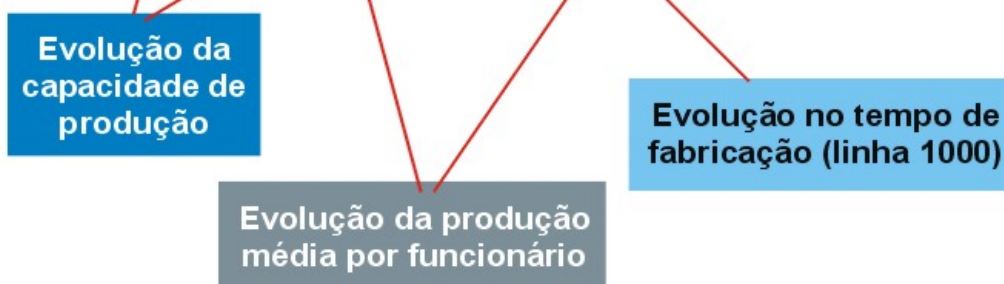 Evolução da
capacidade de
produção
Evolução no tempo de
fabricação (linha 1000)
Evolução da produção
média por funcionário